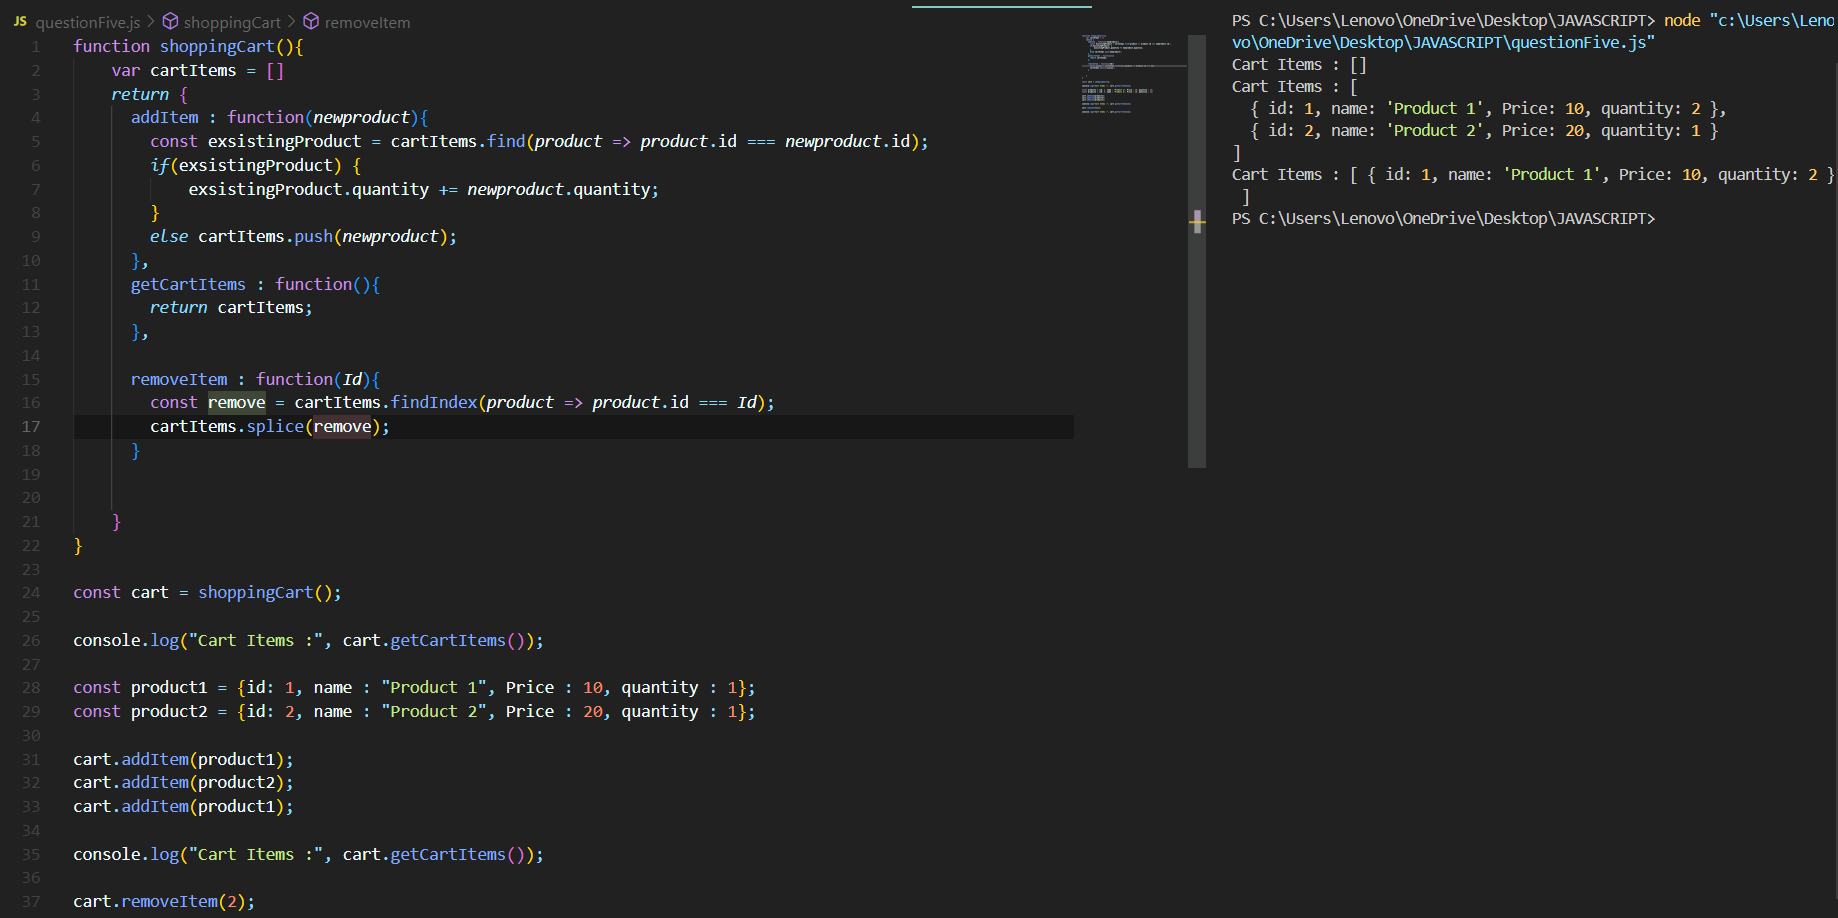 JS questionFive.js > shoppingCart > removeItem
1 function shoppingCart(){
2 var cartItems = []
3 return {
4 addItem : function(newproduct){
5 const exsistingProduct = cartItems.find(product => product.id === newproduct.id);
6 if(exsistingProduct) {
7 exsistingProduct.quantity += newproduct.quantity;
8 }
9 else cartItems.push(newproduct);
10 },
11 getCartItems : function(){
12 return cartItems;
13 },
14
15 removeItem : function(Id){
16 const remove = cartItems.findIndex(product => product.id === Id);
17 cartItems.splice(remove);
18 }
19
20
21 }
22 }
23
24 const cart = shoppingCart();
25
26 console.log("Cart Items :", cart.getCartItems());
27
28 const product1 = {id: 1, name : "Product 1", Price : 10, quantity : 1};
29 const product2 = {id: 2, name : "Product 2", Price : 20, quantity : 1};
30
31 cart.addItem(product1);
32 cart.addItem(product2);
33 cart.addItem(product1);
34
35 console.log("Cart Items :", cart.getCartItems());
36
37 cart.removeItem(2);
PS C:\Users\Lenovo\OneDrive\Desktop\JAVASCRIPT> node "c:\Users\Leno
vo\OneDrive\Desktop\JAVASCRIPT\questionFive.js"
Cart Items : []
Cart Items : [
{ id: 1, name: 'Product 1', Price: 10, quantity: 2 },
{ id: 2, name: 'Product 2', Price: 20, quantity: 1 }
]
Cart Items : [ { id: 1, name: 'Product 1', Price: 10, quantity: 2 }
]
PS C:\Users\Lenovo\OneDrive\Desktop\JAVASCRIPT>